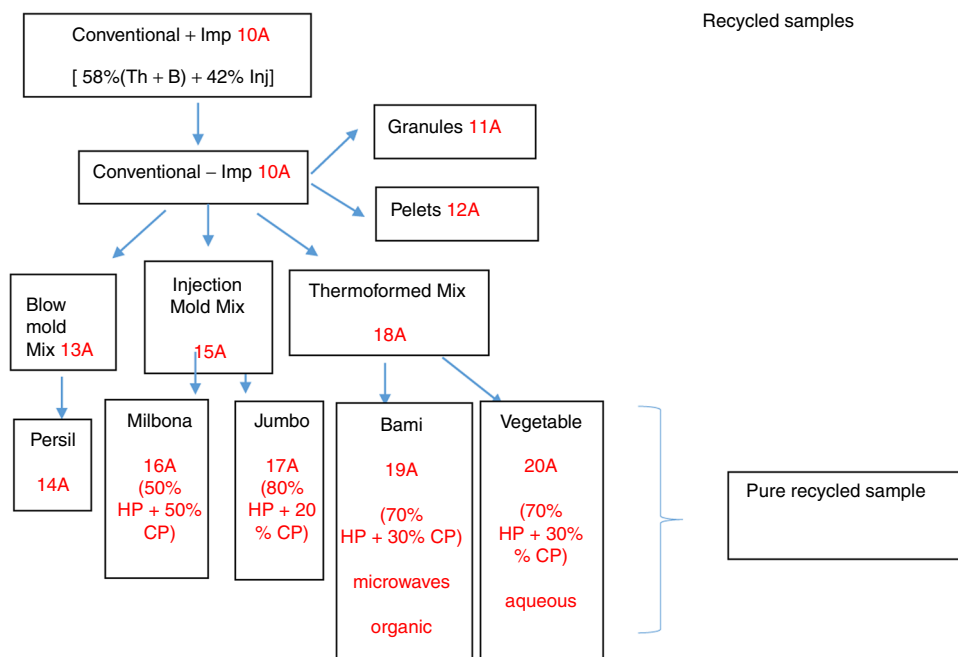 Recycled samples
Conventional + Imp 10A
[ 58%(Th + B) + 42% Inj]
Granules 11A
Conventional – Imp 10A
Pelets 12A
Blow
mold
Mix 13A
Injection
Mold Mix
15A
Thermoformed Mix
18A
Persil
14A
Milbona
16A
(50%
HP + 50%
CP)
Jumbo
17A
(80%
HP + 20
% CP)
Bami
19A
(70%
HP + 30% CP)
microwaves
organic
Vegetable
20A
(70%
HP + 30%
% CP)
aqueous
Pure recycled sample